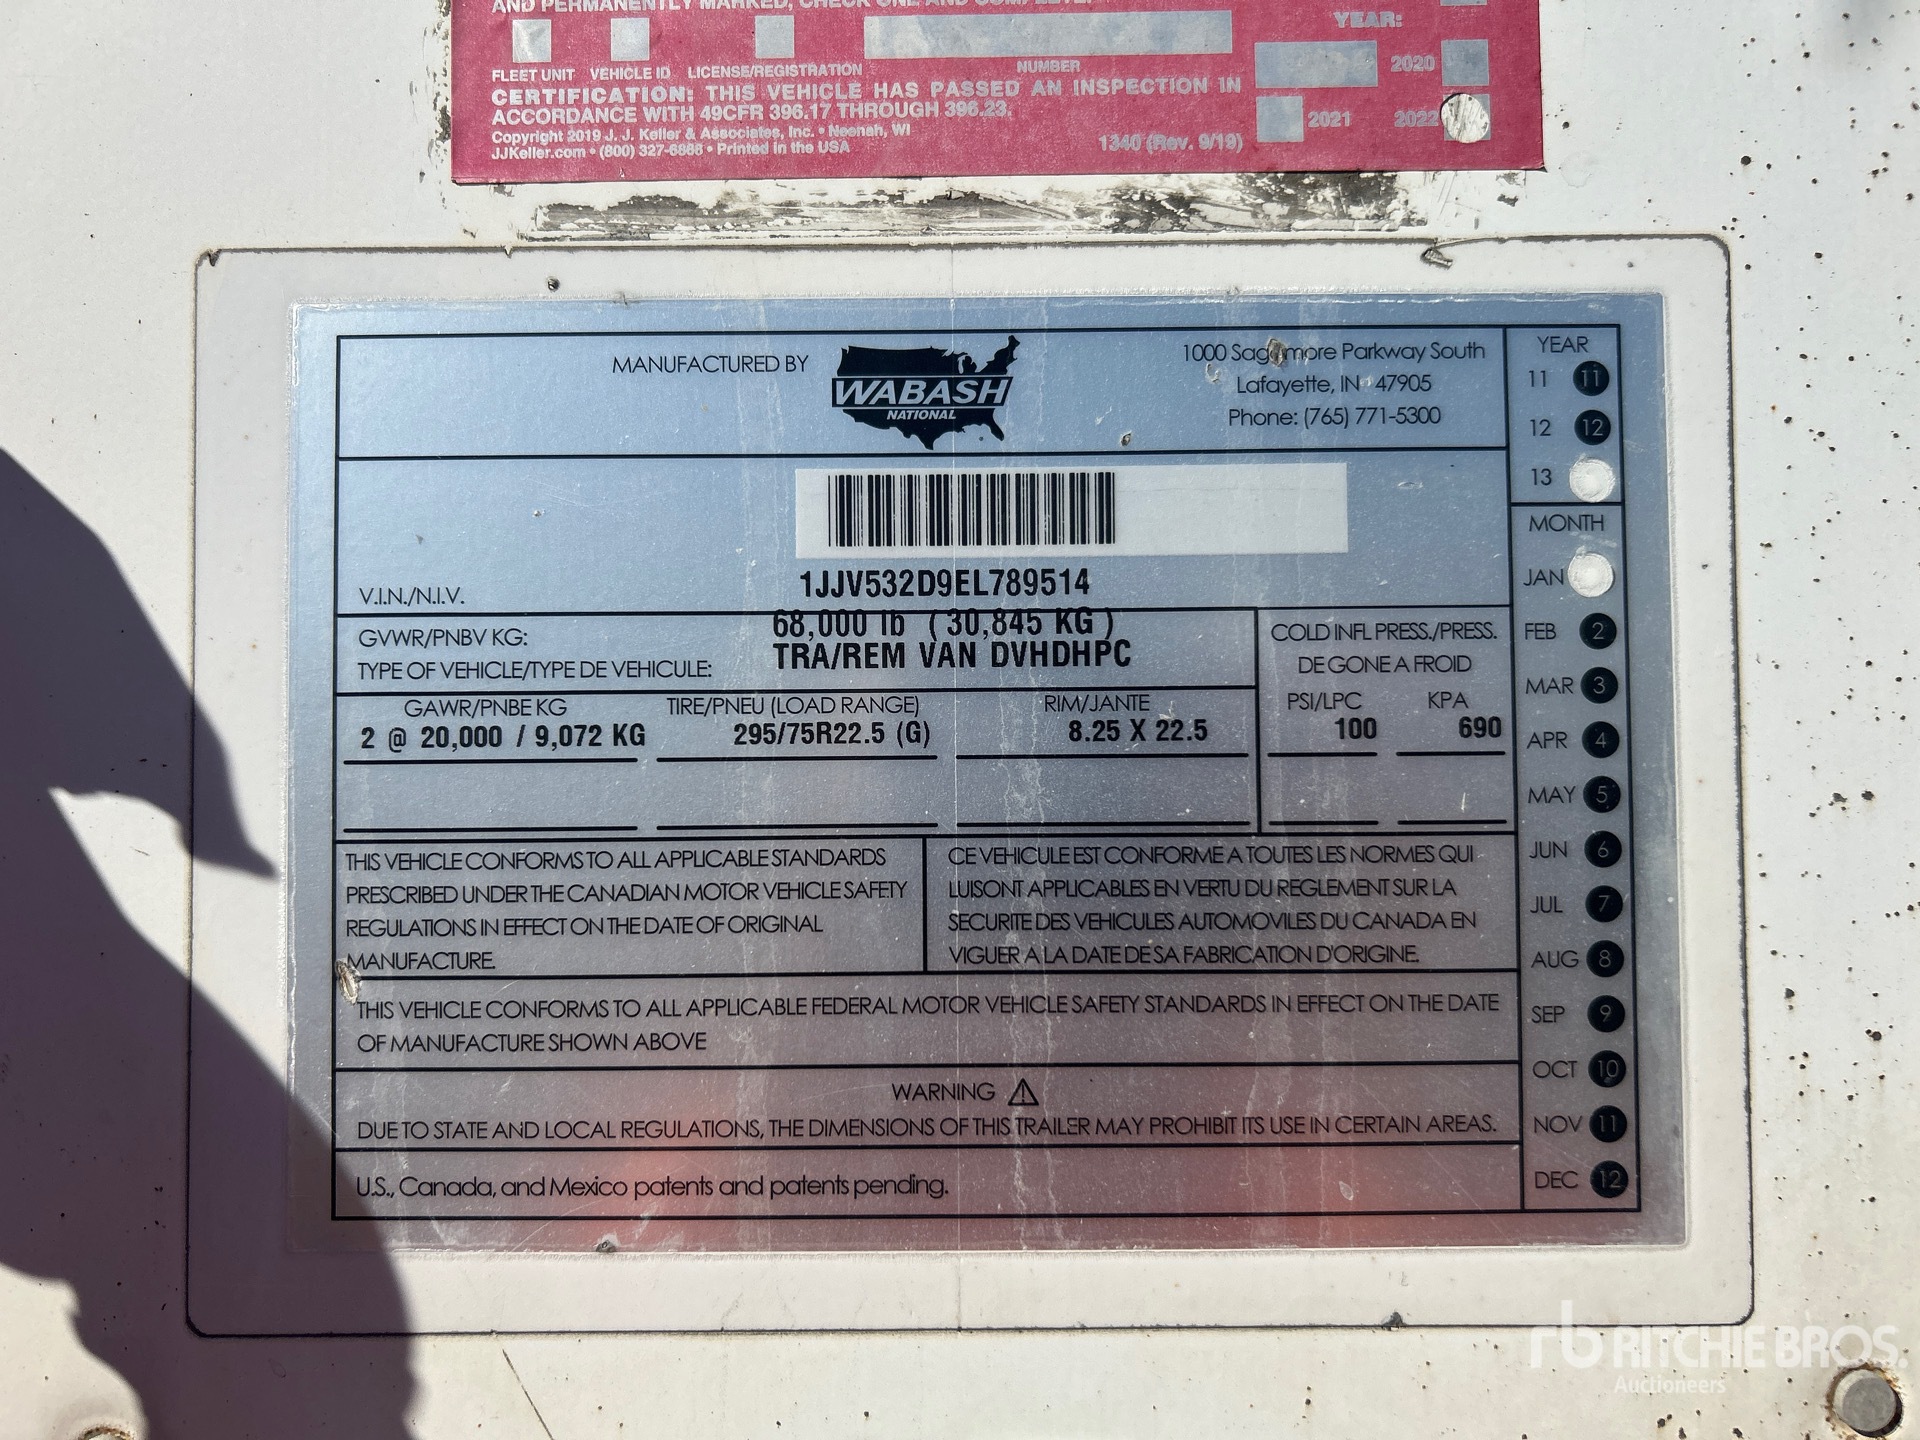 AND PERMANENTLY MARKED, CHECK ONE AND COMPLETE.
YEAR:
2020
FLEET UNIT VEHICLE ID LICENSE/REGISTRATION NUMBER
CERTIFICATION: THIS VEHICLE HAS PASSED AN INSPECTION IN
ACCORDANCE WITH 49CFR 396.17 THROUGH 396.23.
2021 2022
Copyright 2019 J. J. Keller & Associates, Inc. • Neenah, WI
JJKeller.com • (800) 327-6868 • Printed in the USA
1340 (Rev. 9/19)
MANUFACTURED BY
WABASH
NATIONAL
1000 Sagamore Parkway South
Lafayette, IN 47905
Phone: (765) 771-5300
YEAR
11 11
12 12
13
V.I.N./N.I.V.
1JJV532D9EL789514
GVWR/PNBV KG: 68,000 lb ( 30,845 KG )
TYPE OF VEHICLE/TYPE DE VEHICULE: TRA/REM VAN DVHDHPC
COLD INFL PRESS./PRESS.
DE GONE A FROID
GAWR/PNBE KG TIRE/PNEU (LOAD RANGE) RIM/JANTE PSI/LPC KPA
2 @ 20,000 / 9,072 KG 295/75R22.5 (G) 8.25 X 22.5 100 690
THIS VEHICLE CONFORMS TO ALL APPLICABLE STANDARDS
PRESCRIBED UNDER THE CANADIAN MOTOR VEHICLE SAFETY
REGULATIONS IN EFFECT ON THE DATE OF ORIGINAL
MANUFACTURE.
CE VEHICULE EST CONFORME A TOUTES LES NORMES QUI
LUISONT APPLICABLES EN VERTU DU REGLEMENT SUR LA
SECURITE DES VEHICULES AUTOMOVILES DU CANADA EN
VIGUER A LA DATE DE SA FABRICATION D'ORIGINE.
THIS VEHICLE CONFORMS TO ALL APPLICABLE FEDERAL MOTOR VEHICLE SAFETY STANDARDS IN EFFECT ON THE DATE
OF MANUFACTURE SHOWN ABOVE
WARNING
DUE TO STATE AND LOCAL REGULATIONS, THE DIMENSIONS OF THIS TRAILER MAY PROHIBIT ITS USE IN CERTAIN AREAS.
U.S., Canada, and Mexico patents and patents pending.
MONTH
JAN
FEB 2
MAR 3
APR 4
MAY 5
JUN 6
JUL 7
AUG 8
SEP 9
OCT 10
NOV 11
DEC 12
rb RITCHIE BROS.
Auctioneers